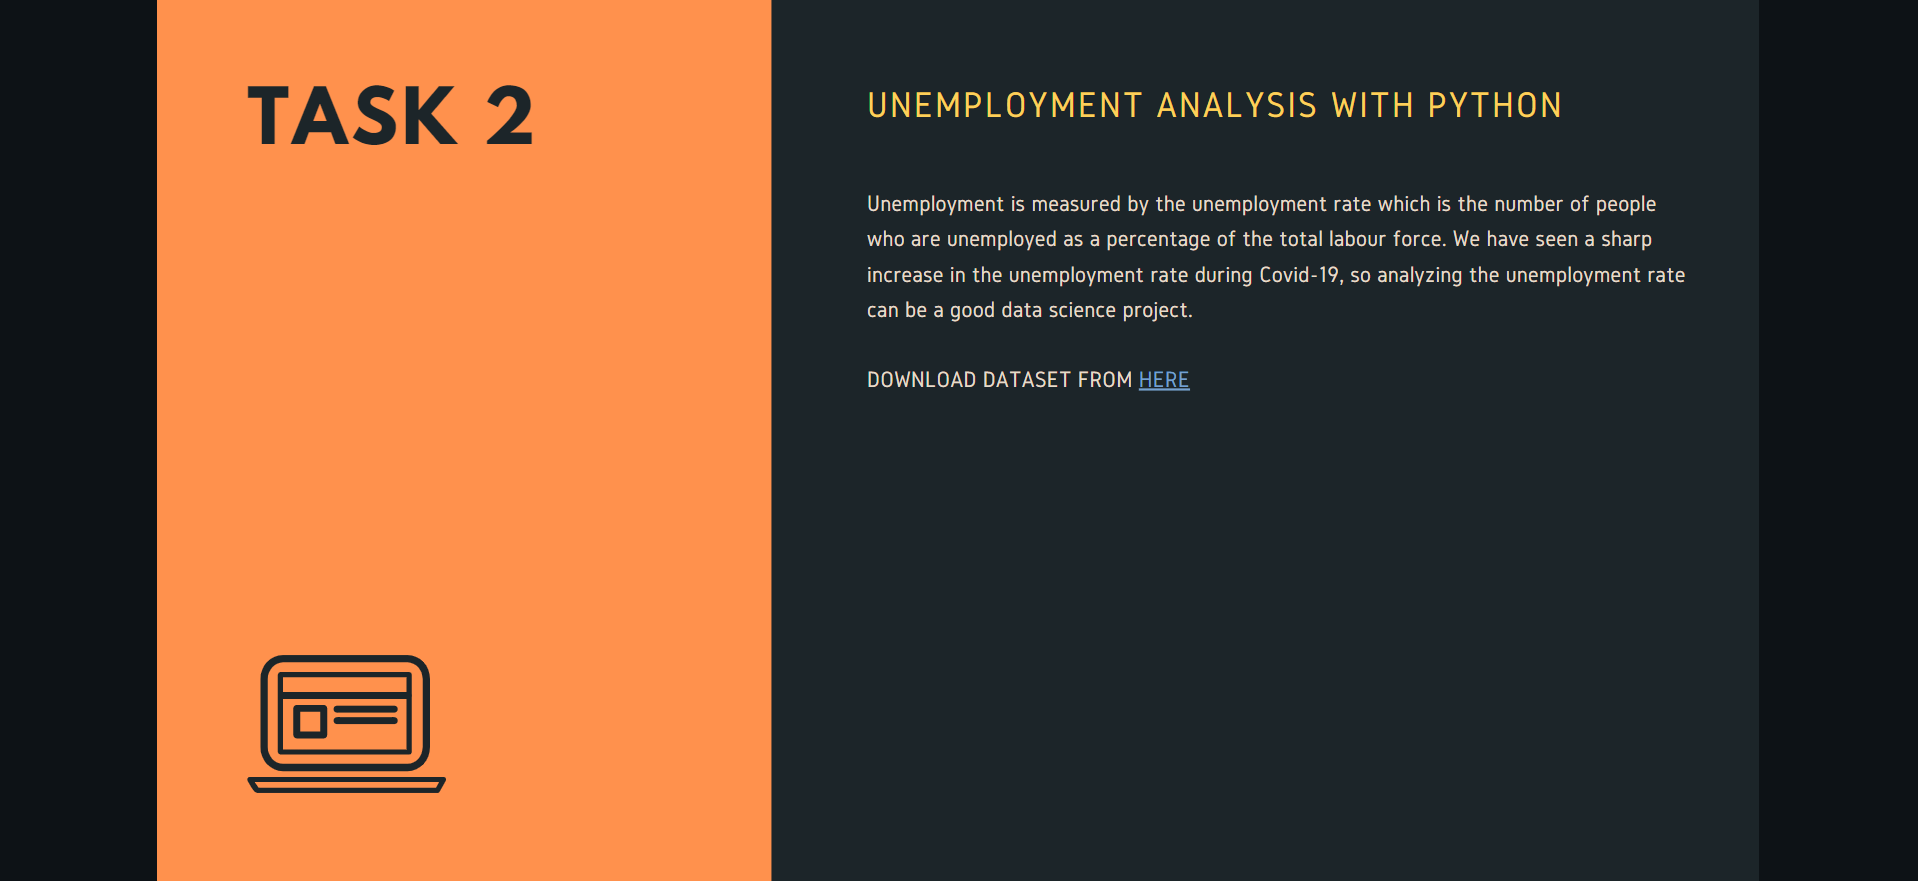 TASK 2
UNEMPLOYMENT ANALYSIS WITH PYTHON
Unemployment is measured by the unemployment rate which is the number of people
who are unemployed as a percentage of the total labour force. We have seen a sharp
increase in the unemployment rate during Covid-19, so analyzing the unemployment rate
can be a good data science project.
DOWNLOAD DATASET FROM HERE